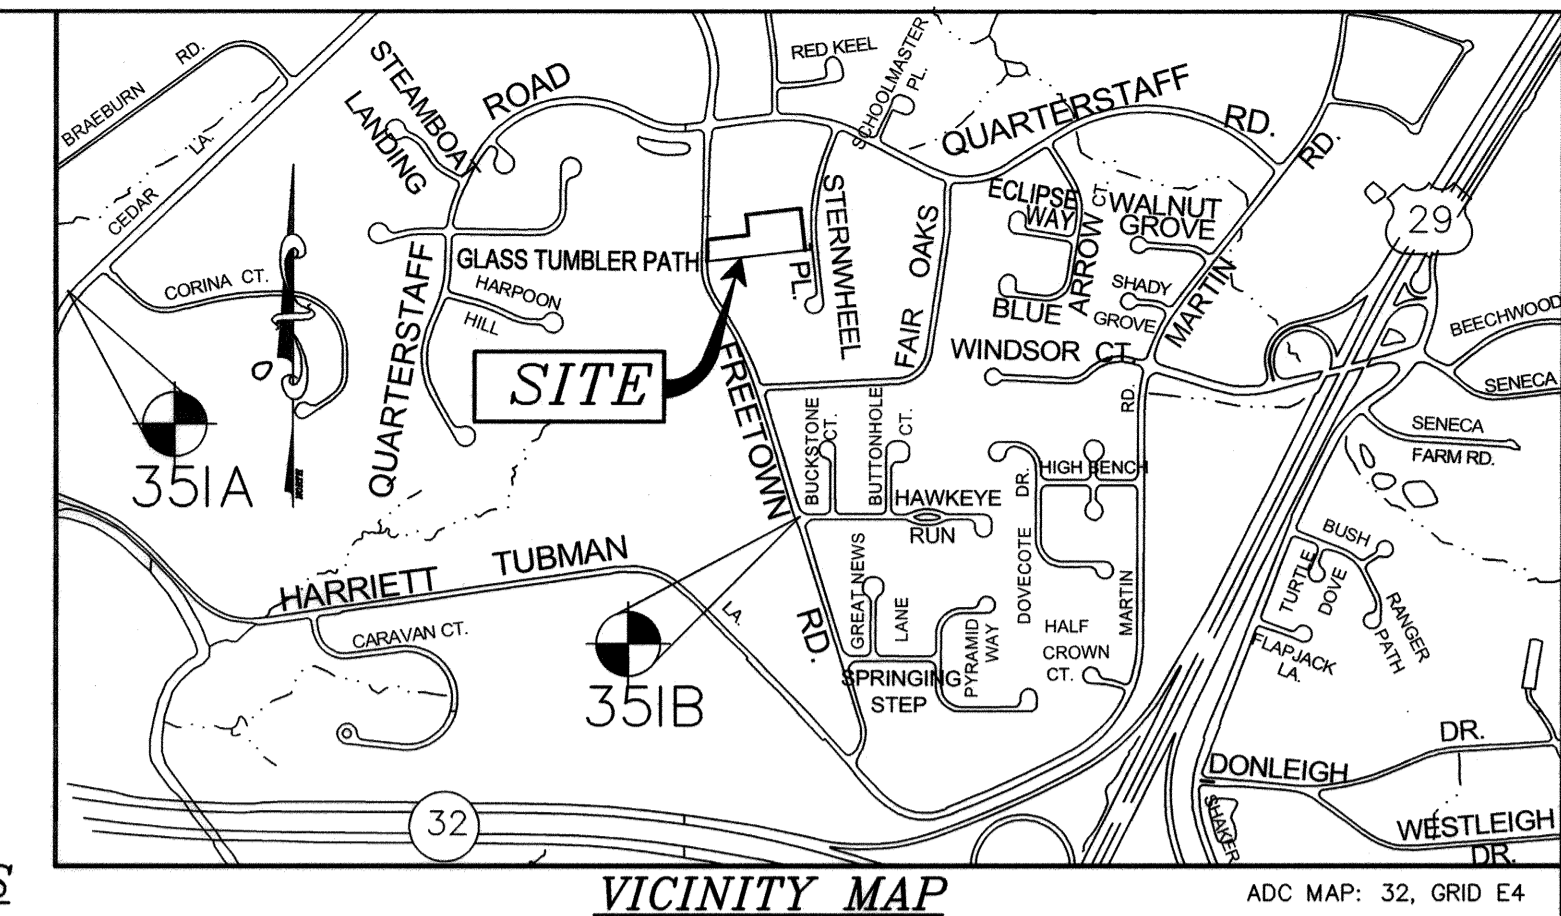 BRAEBURN RD.
CEDAR LA.
STEAMBOAT
LANDING
ROAD
RED KEEL
SCHOOLMASTER
PL.
QUARTERSTAFF
RD.
RD.
ECLIPSE
WAY
CT.
WALNUT
GROVE
29
CORINA CT.
GLASS TUMBLER PATH
HARPOON
HILL
QUARTERSTAFF
STERNWHEEL
PL.
FAIR OAKS
BLUE
ARROW
SHADY
GROVE
MARTIN
BEECHWOOD
SITE
FREETOWN
WINDSOR CT.
SENECA
SENECA
FARM RD.
351A
NORTH
BUCKSTONE
CT.
BUTTONHOLE
CT.
RD.
DR.
HIGH BENCH
HAWKEYE
RUN
HARRIETT TUBMAN
LA.
CARAVAN CT.
351B
RD.
GREAT NEWS
LANE
PYRAMID
WAY
DOVECOTE
MARTIN
HALF
CROWN
CT.
SPRINGING
STEP
BUSH
TURTLE
DOVE
RANGER
PATH
FLAPJACK
LA.
DR.
DONLEIGH
SHAKER
WESTLEIGH
DR.
32
S
VICINITY MAP
ADC MAP: 32, GRID E4